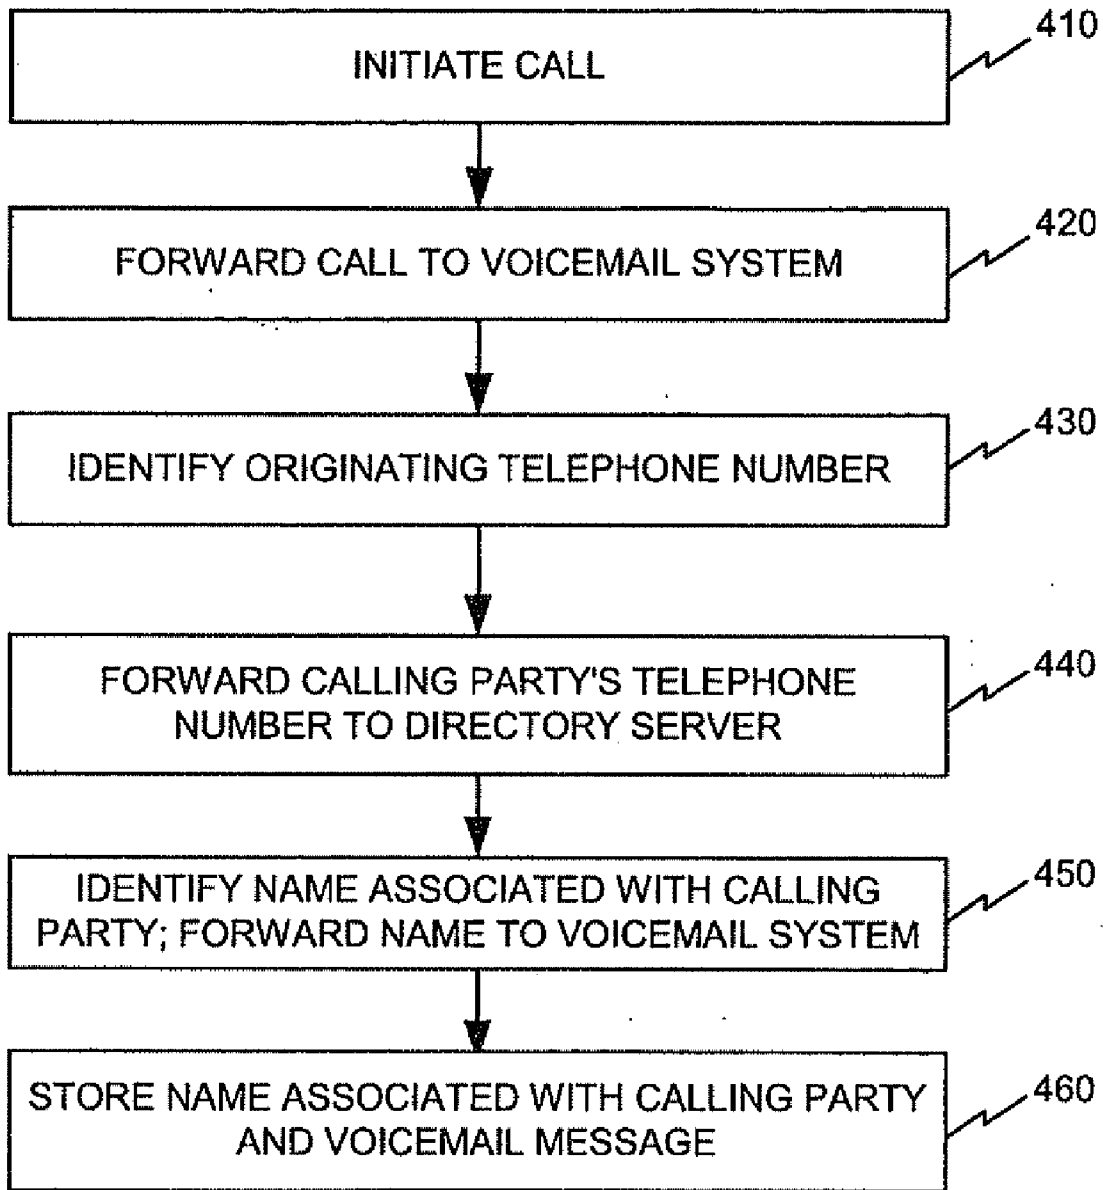 410
INITIATE CALL
420
FORWARD CALL TO VOICEMAIL SYSTEM
430
IDENTIFY ORIGINATING TELEPHONE NUMBER
440
FORWARD CALLING PARTY'S TELEPHONE
NUMBER TO DIRECTORY SERVER
450
IDENTIFY NAME ASSOCIATED WITH CALLING
PARTY; FORWARD NAME TO VOICEMAIL SYSTEM
460
STORE NAME ASSOCIATED WITH CALLING PARTY
AND VOICEMAIL MESSAGE